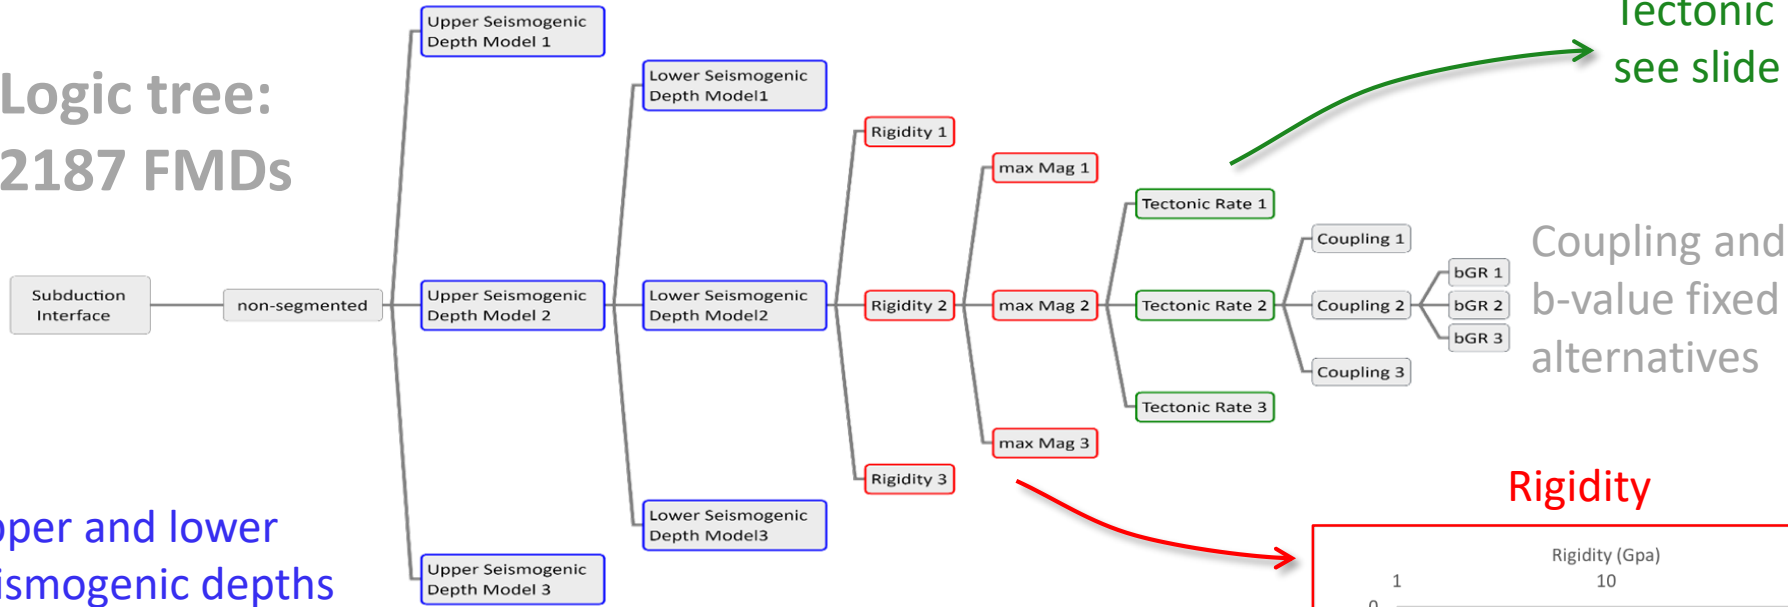 Logic tree:
2187 FMDs
Subduction
Interface
non-segmented
Upper Seismogenic
Depth Model 1
Upper Seismogenic
Depth Model 2
Upper Seismogenic
Depth Model 3
Lower Seismogenic
Depth Model1
Lower Seismogenic
Depth Model2
Lower Seismogenic
Depth Model3
Rigidity 1
Rigidity 2
Rigidity 3
max Mag 1
max Mag 2
max Mag 3
Tectonic Rate 1
Tectonic Rate 2
Tectonic Rate 3
Coupling 1
Coupling 2
Coupling 3
bGR 1
bGR 2
bGR 3
Tectonic
see slide
Coupling and
b-value fixed
alternatives
pper and lower
eismogenic depths
Rigidity
Rigidity (Gpa)
1 10
0